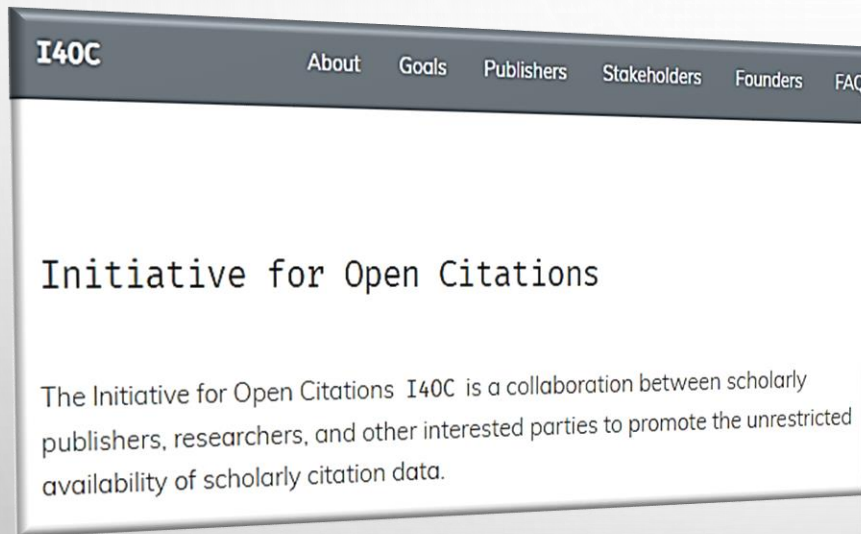 I4OC About Goals Publishers Stakeholders Founders FAQ
Initiative for Open Citations
The Initiative for Open Citations I4OC is a collaboration between scholarly
publishers, researchers, and other interested parties to promote the unrestricted
availability of scholarly citation data.